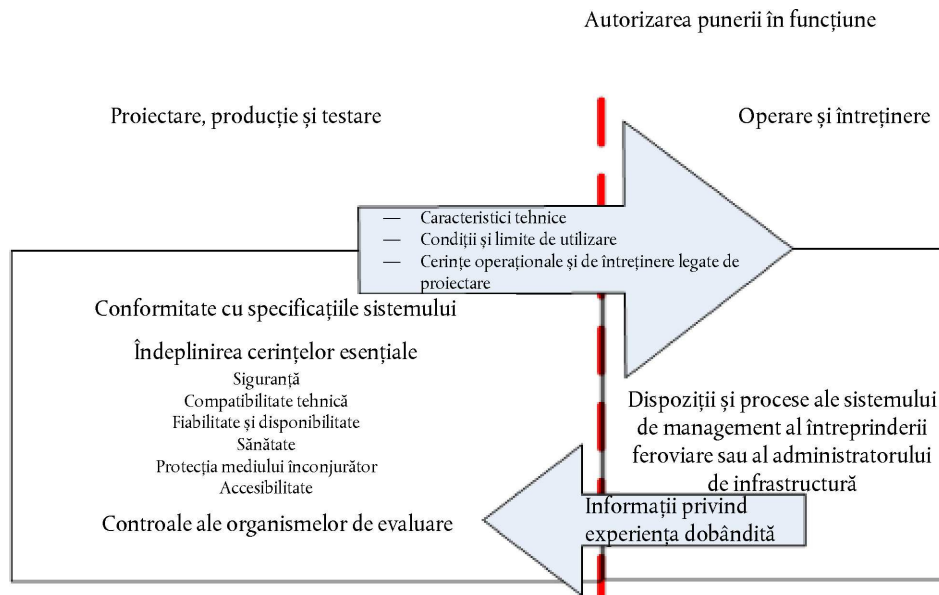 Autorizarea punerii în funcțiune
Proiectare, producție și testare
Operare și întreținere
— Caracteristici tehnice
— Condiții și limite de utilizare
— Cerințe operaționale și de întreținere legate de
proiectare
Conformitate cu specificațiile sistemului
Îndeplinirea cerințelor esențiale
Siguranță
Compatibilitate tehnică
Fiabilitate și disponibilitate
Sănătate
Protecția mediului înconjurător
Accesibilitate
Controale ale organismelor de evaluare
Dispoziții și procese ale sistemului
de management al întreprinderii
feroviare sau al administratorului
de infrastructură
Informații privind
experiența dobândită